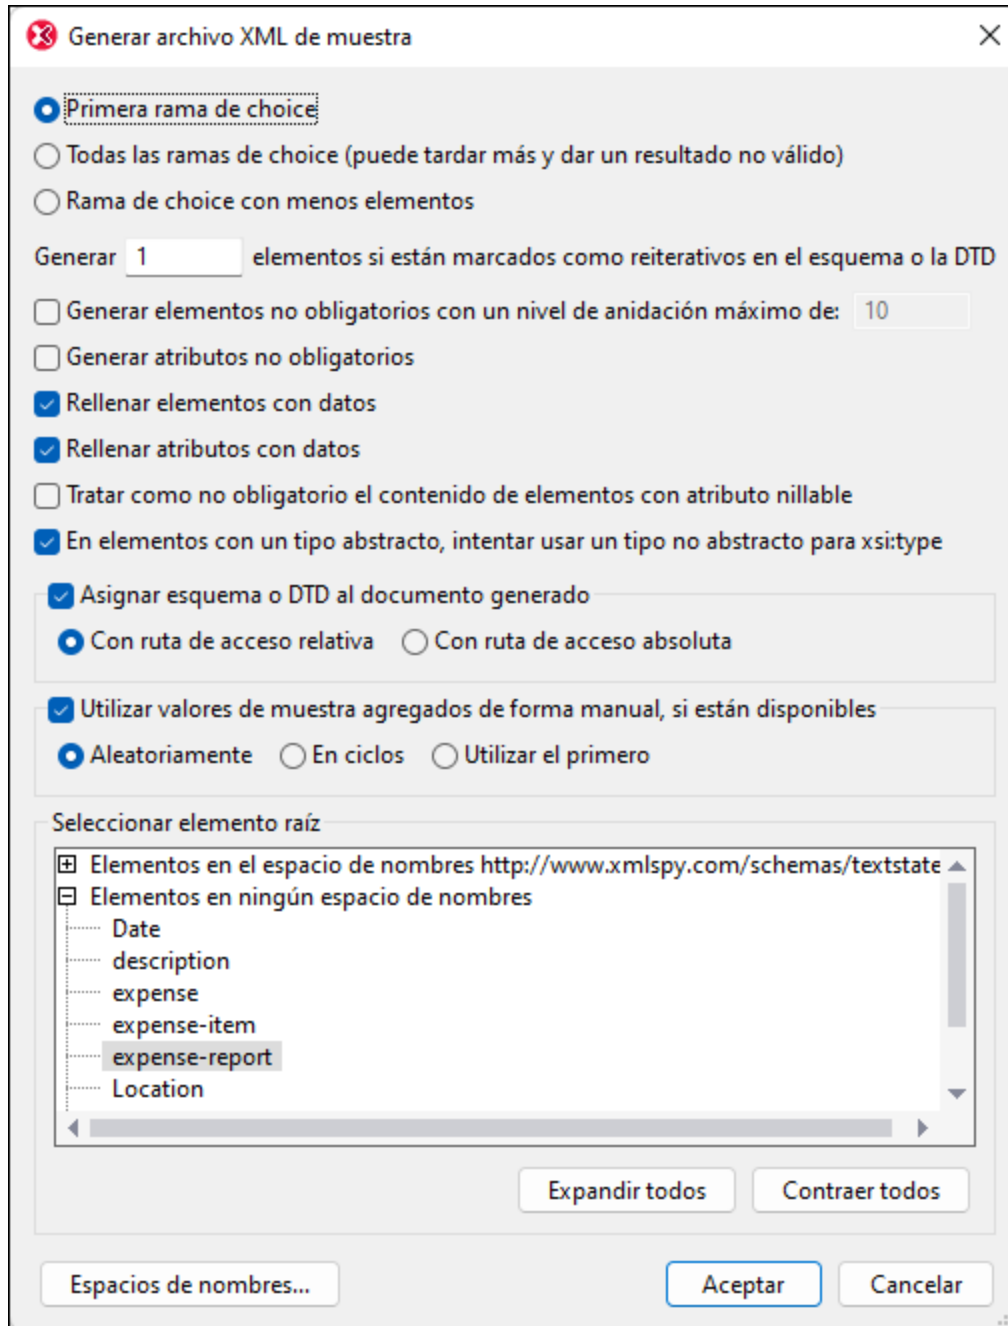 Generar archivo XML de muestra
Primera rama de choice
Todas las ramas de choice (puede tardar más y dar un resultado no válido)
Rama de choice con menos elementos
Generar 1 elementos si están marcados como reiterativos en el esquema o la DTD
Generar elementos no obligatorios con un nivel de anidación máximo de: 10
Generar atributos no obligatorios
Rellenar elementos con datos
Rellenar atributos con datos
Tratar como no obligatorio el contenido de elementos con atributo nillable
En elementos con un tipo abstracto, intentar usar un tipo no abstracto para xsi:type
Asignar esquema o DTD al documento generado
Con ruta de acceso relativa Con ruta de acceso absoluta
Utilizar valores de muestra agregados de forma manual, si están disponibles
Aleatoriamente En ciclos Utilizar el primero
Seleccionar elemento raíz
Elementos en el espacio de nombres http://www.xmlspy.com/schemas/textstate
Elementos en ningún espacio de nombres
Date
description
expense
expense-item
expense-report
Location
Expandir todos Contraer todos
Espacios de nombres... Aceptar Cancelar